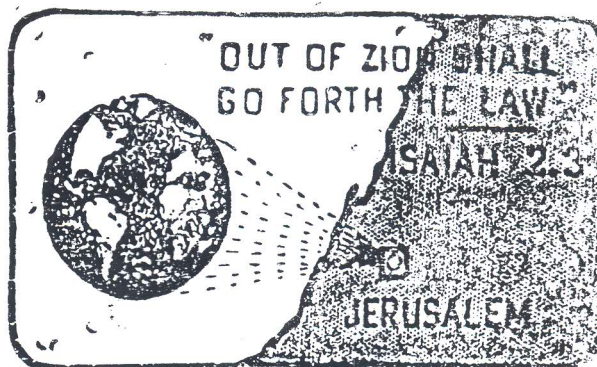 "OUT OF ZION SHALL
GO FORTH THE LAW"
ISAIAH 2.3
JERUSALEM